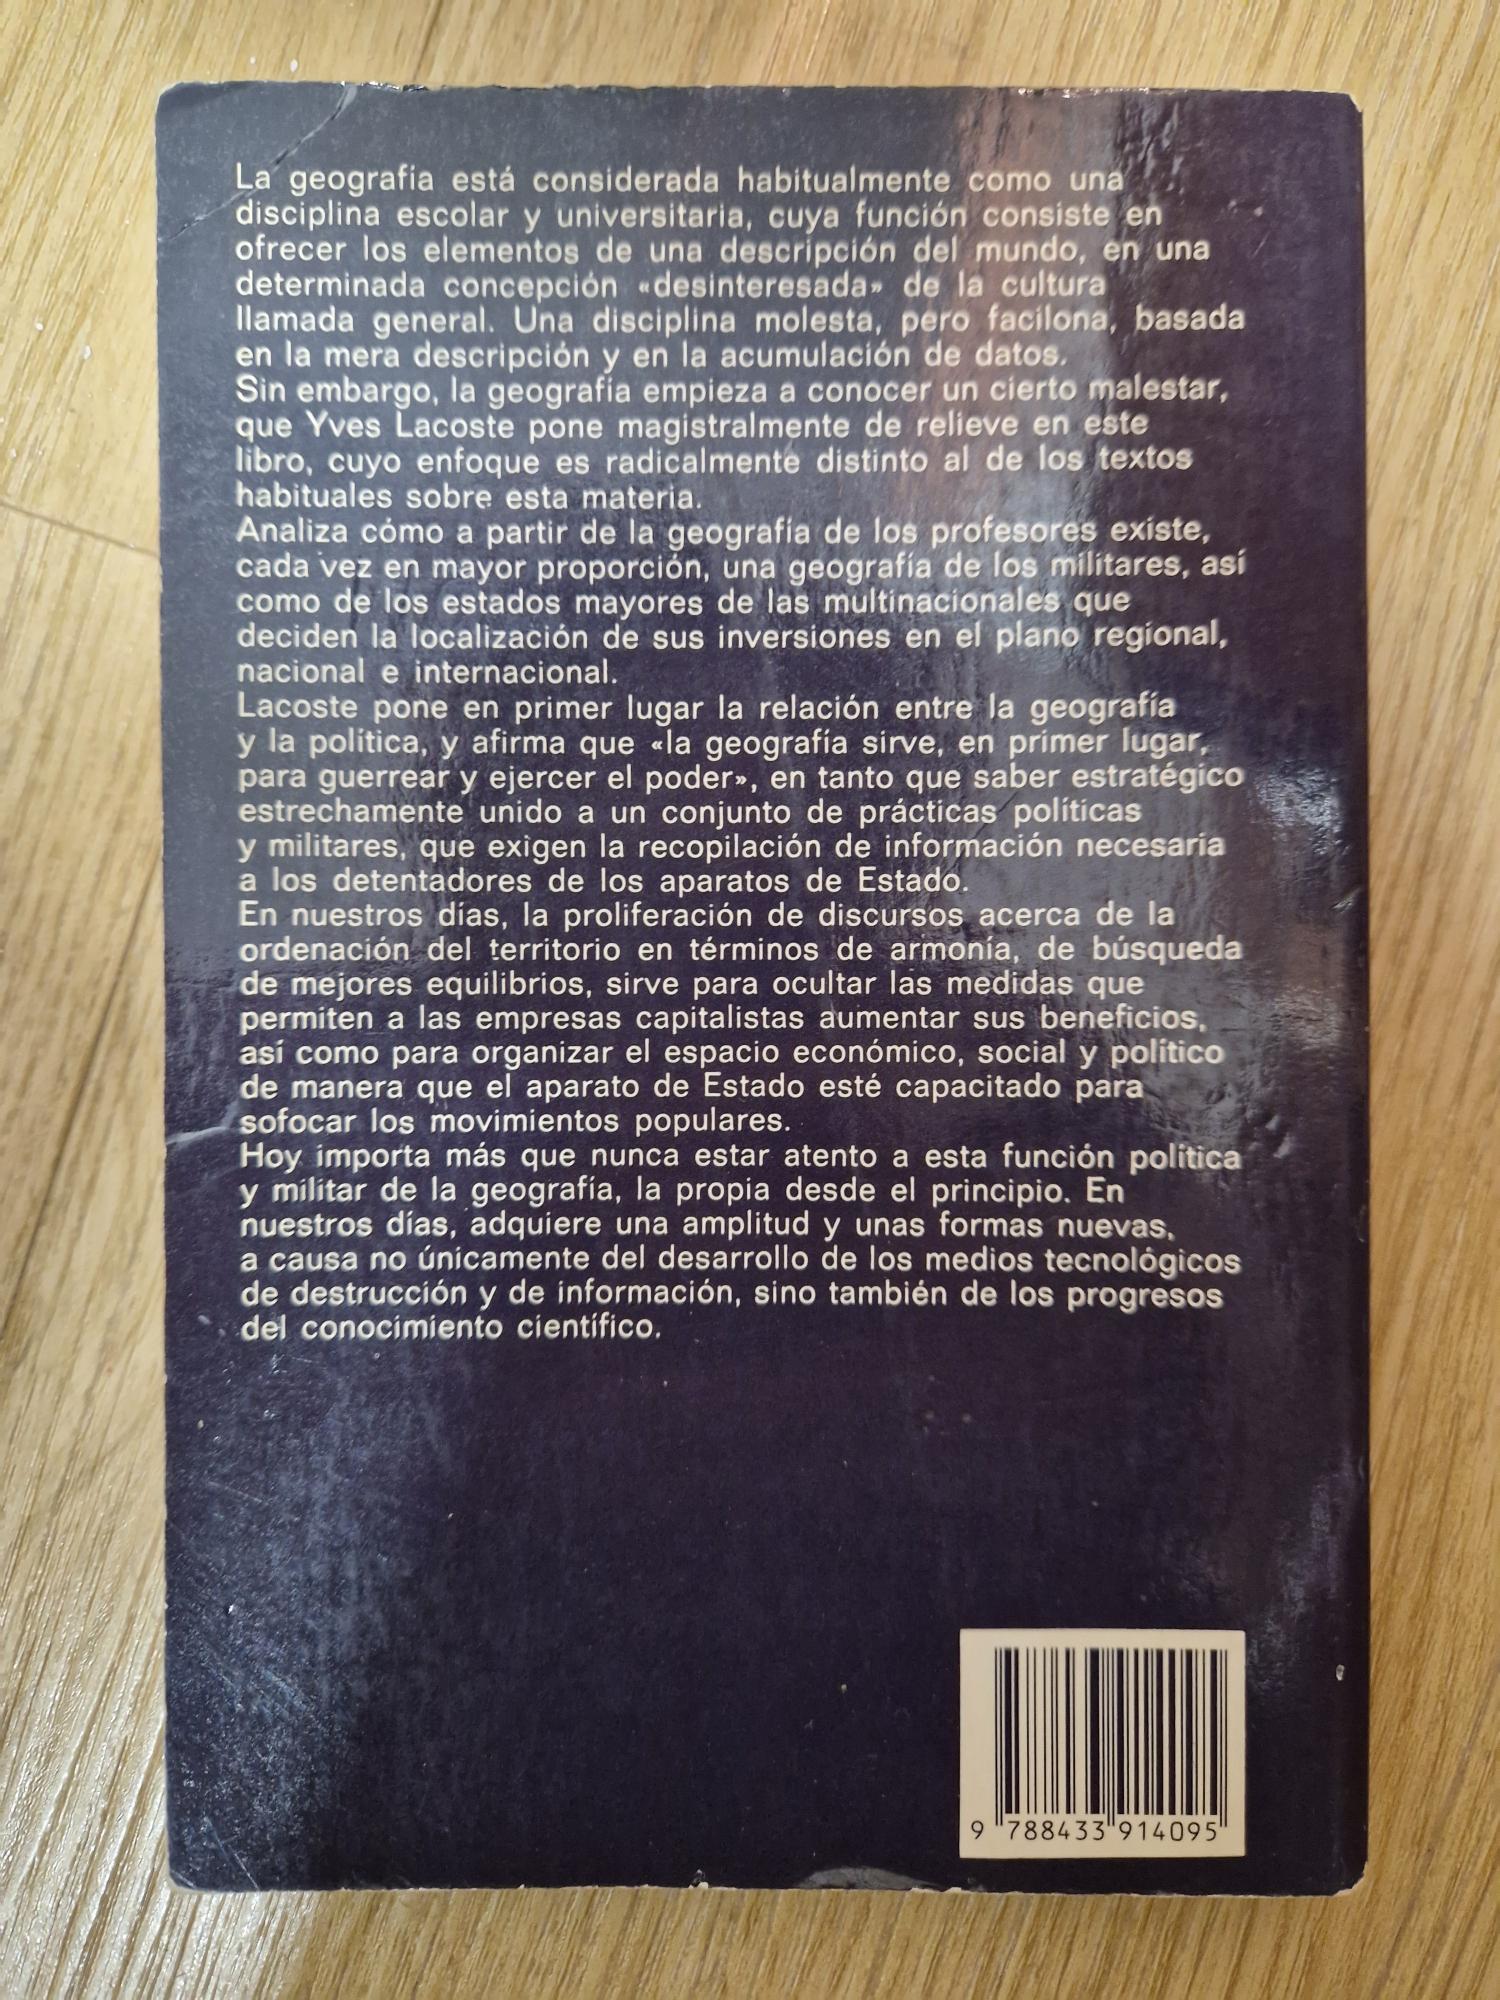 La geografía está considerada habitualmente como una
disciplina escolar y universitaria, cuya función consiste en
ofrecer los elementos de una descripción del mundo, en una
determinada concepción «desinteresada» de la cultura
llamada general. Una disciplina molesta, pero facilona, basada
en la mera descripción y en la acumulación de datos.
Sin embargo, la geografía empieza a conocer un cierto malestar,
que Yves Lacoste pone magistralmente de relieve en este
libro, cuyo enfoque es radicalmente distinto al de los textos
habituales sobre esta materia.
Analiza cómo a partir de la geografía de los profesores existe,
cada vez en mayor proporción, una geografía de los militares, así
como de los estados mayores de las multinacionales que
deciden la localización de sus inversiones en el plano regional,
nacional e internacional.
Lacoste pone en primer lugar la relación entre la geografía
y la política, y afirma que «la geografía sirve, en primer lugar,
para guerrear y ejercer el poder», en tanto que saber estratégico
estrechamente unido a un conjunto de prácticas políticas
y militares, que exigen la recopilación de información necesaria
a los detentadores de los aparatos de Estado.
En nuestros días, la proliferación de discursos acerca de la
ordenación del territorio en términos de armonía, de búsqueda
de mejores equilibrios, sirve para ocultar las medidas que
permiten a las empresas capitalistas aumentar sus beneficios,
así como para organizar el espacio económico, social y político
de manera que el aparato de Estado esté capacitado para
sofocar los movimientos populares.
Hoy importa más que nunca estar atento a esta función política
y militar de la geografía, la propia desde el principio. En
nuestros días, adquiere una amplitud y unas formas nuevas,
a causa no únicamente del desarrollo de los medios tecnológicos
de destrucción y de información, sino también de los progresos
del conocimiento científico.
9 788433 914095